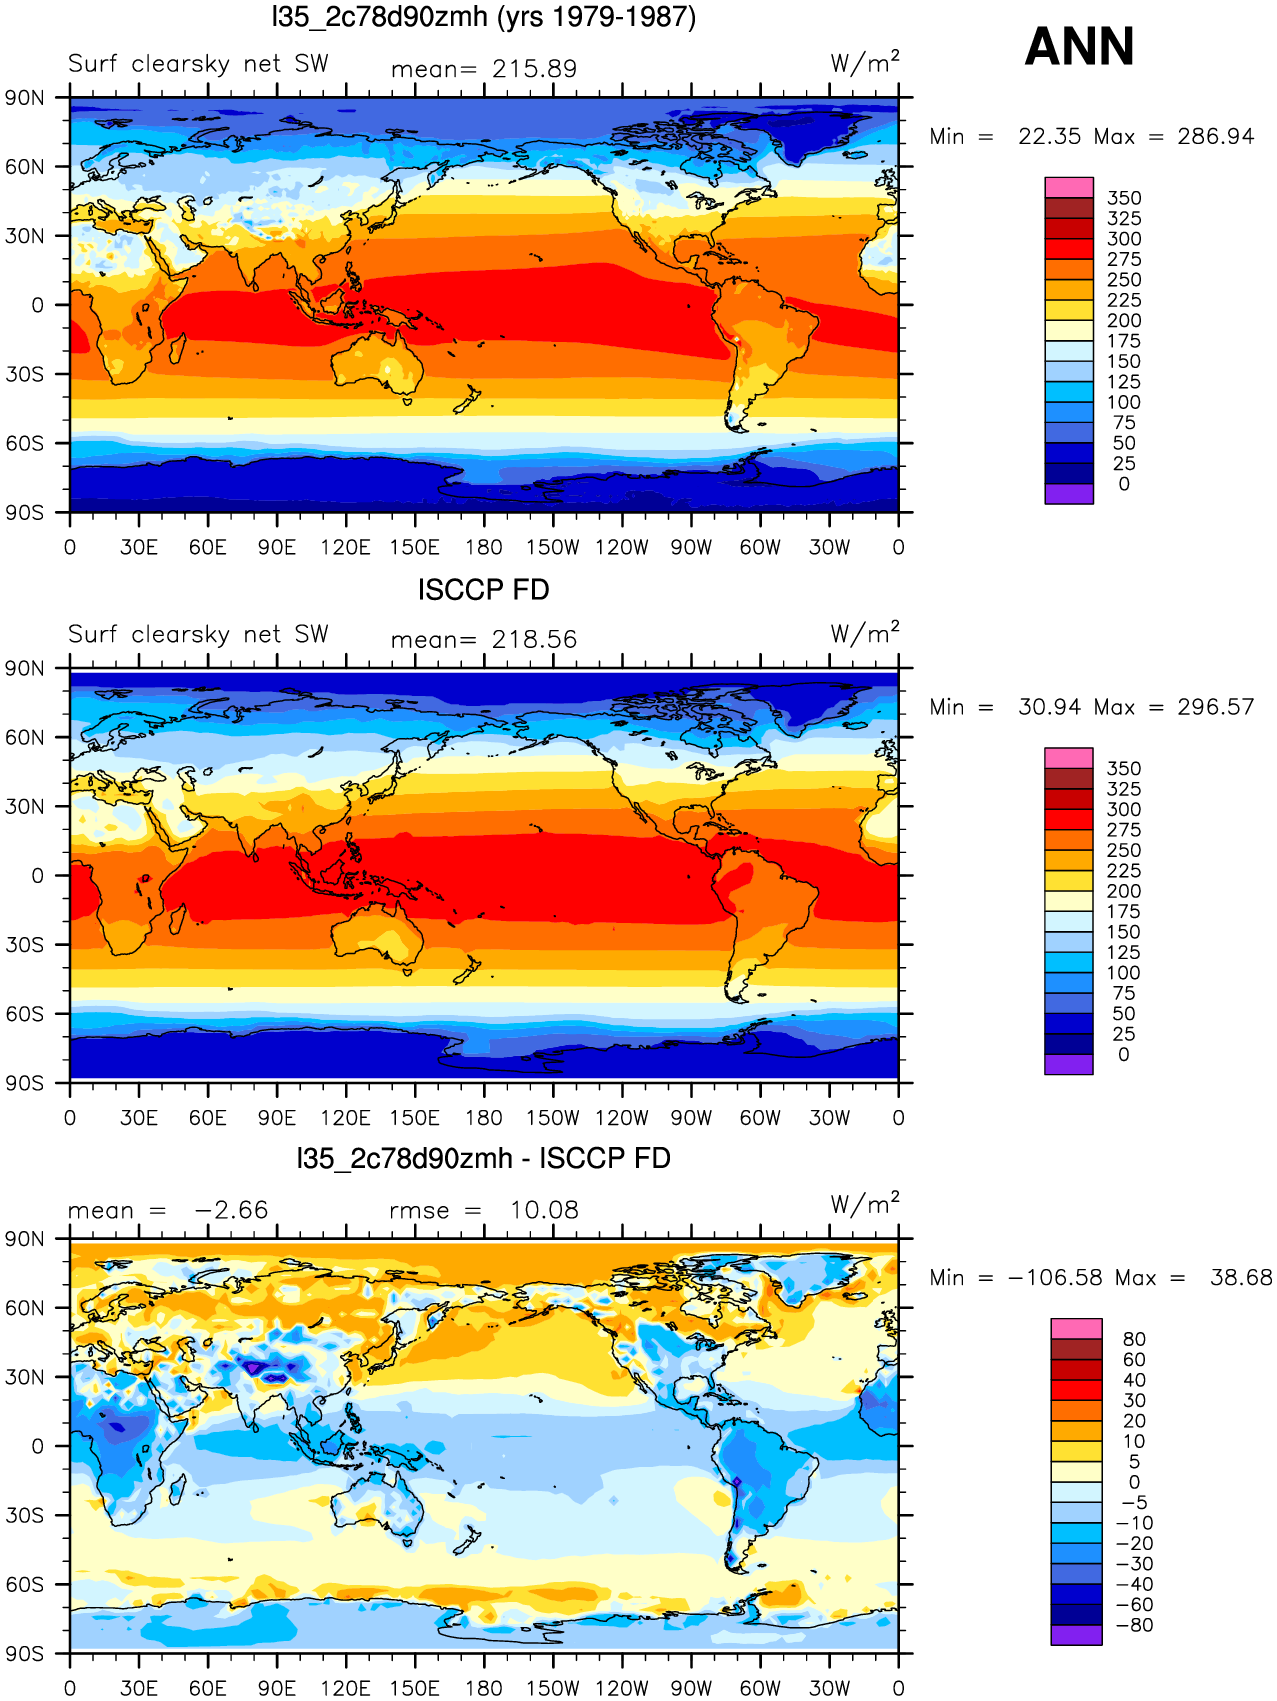 l35_2c78d90zmh (yrs 1979-1987)
ANN
Surf clearsky net SW mean= 215.89 W/m²
Min = 22.35 Max = 286.94
90N
60N
30N
0
30S
60S
90S
0 30E 60E 90E 120E 150E 180 150W 120W 90W 60W 30W 0
350
325
300
275
250
225
200
175
150
125
100
75
50
25
0
ISCCP FD
Surf clearsky net SW mean= 218.56 W/m²
Min = 30.94 Max = 296.57
90N
60N
30N
0
30S
60S
90S
0 30E 60E 90E 120E 150E 180 150W 120W 90W 60W 30W 0
350
325
300
275
250
225
200
175
150
125
100
75
50
25
0
l35_2c78d90zmh - ISCCP FD
mean = −2.66 rmse = 10.08 W/m²
Min = −106.58 Max = 38.68
90N
60N
30N
0
30S
60S
90S
0 30E 60E 90E 120E 150E 180 150W 120W 90W 60W 30W 0
80
60
40
30
20
10
5
0
−5
−10
−20
−30
−40
−60
−80